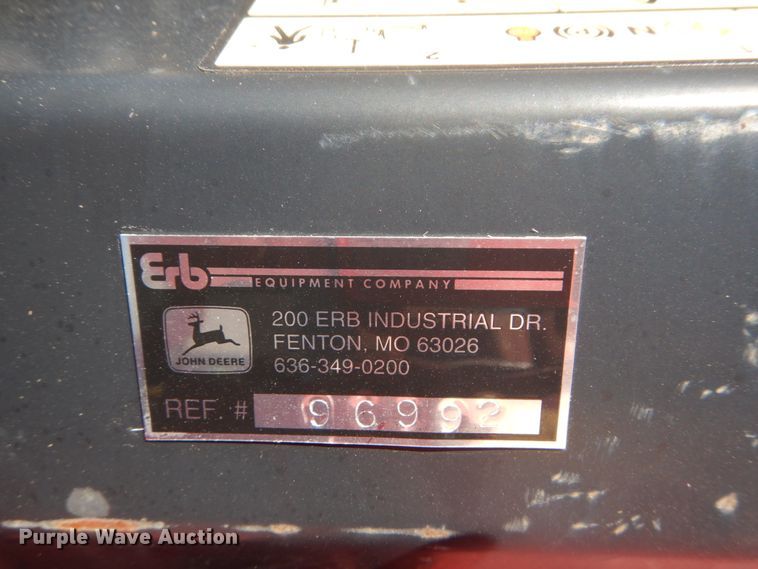 Erb
EQUIPMENT COMPANY
JOHN DEERE
200 ERB INDUSTRIAL DR.
FENTON, MO 63026
636-349-0200
REF. # 96992
Purple Wave Auction®